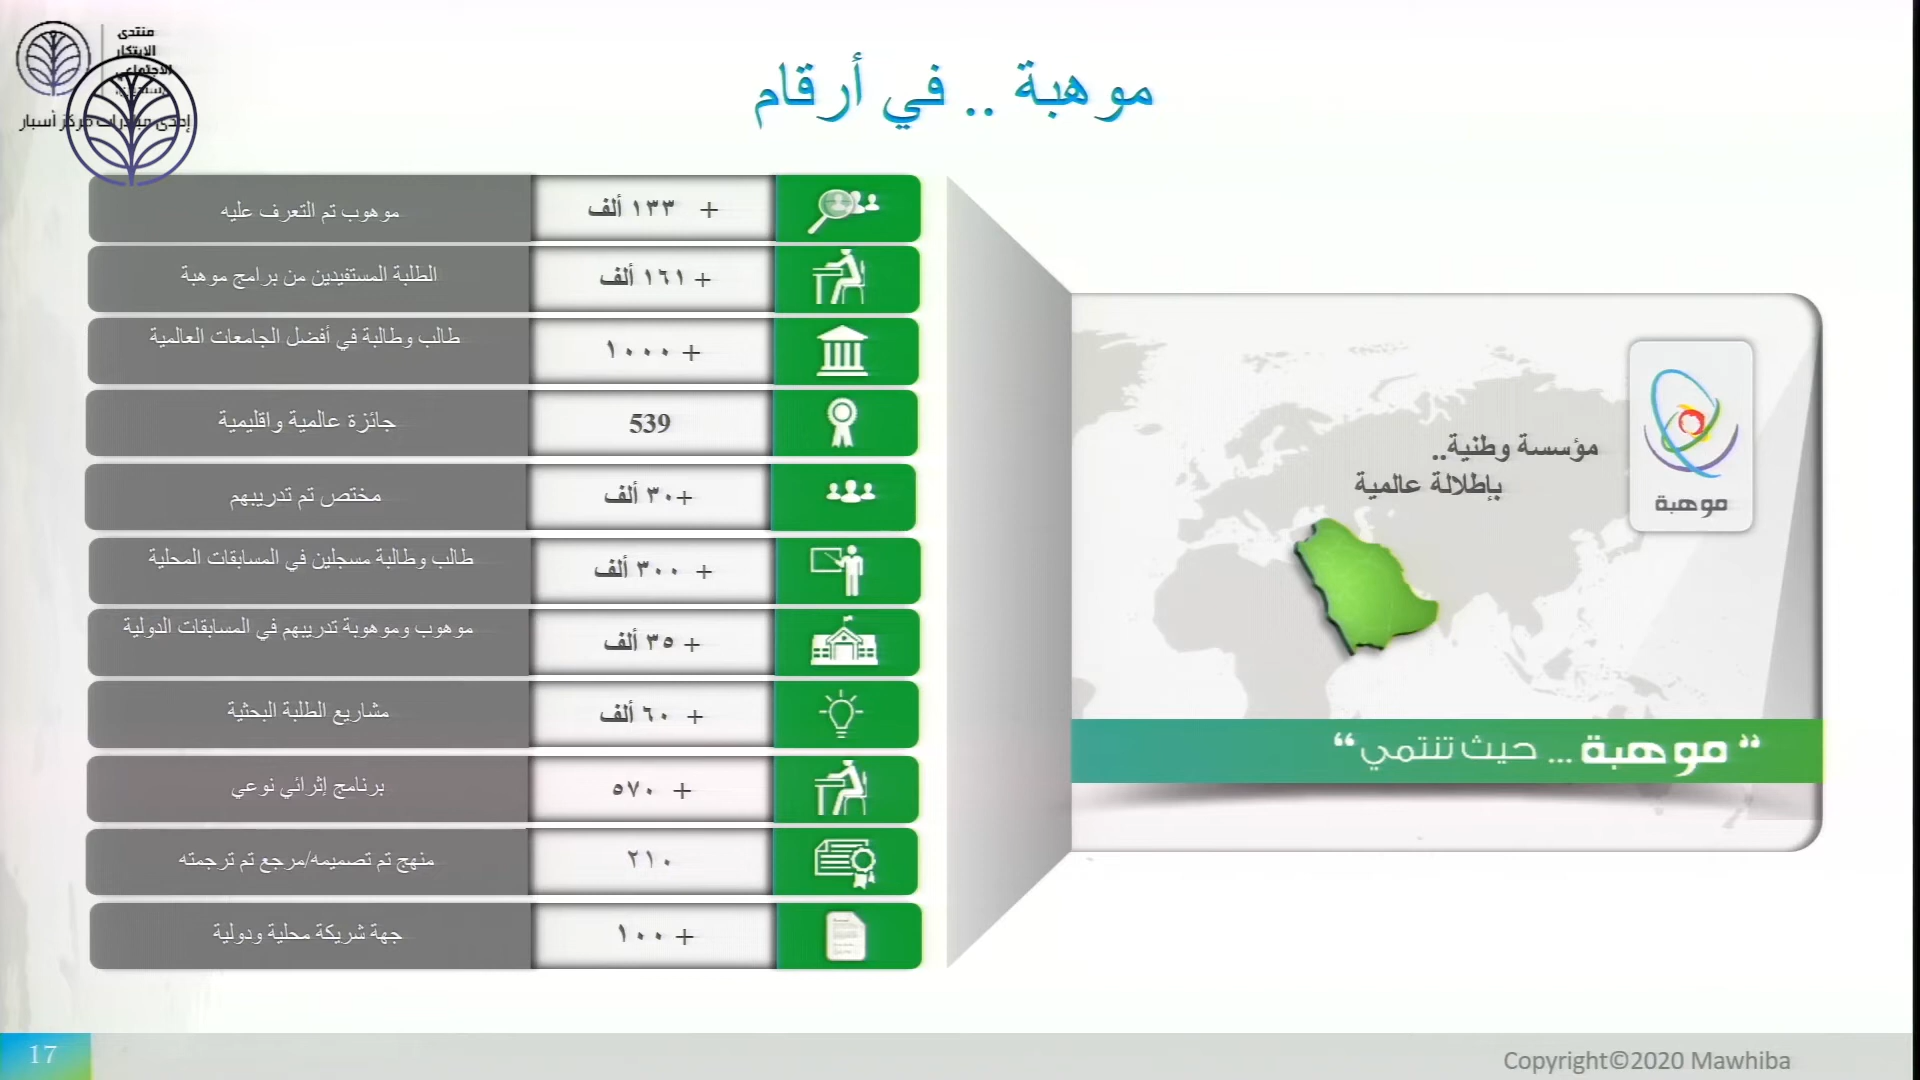 منتدى
الابتكار
الاجتماعي
إحدى مبادرات مركز أسبار
موهبة .. في أرقام
+ ١٣٣ ألف
موهوب تم التعرف عليه
+ ١٦١ ألف
الطلبة المستفيدين من برامج موهبة
+ ١٠٠٠
طالب وطالبة في أفضل الجامعات العالمية
539
جائزة عالمية واقليمية
+٣٠ ألف
مختص تم تدريبهم
+ ٣٠٠ ألف
طالب وطالبة مسجلين في المسابقات المحلية
+ ٣٥ ألف
موهوب وموهوبة تدريبهم في المسابقات الدولية
+ ٦٠ ألف
مشاريع الطلبة البحثية
+ ٥٧٠
برنامج إثرائي نوعي
٢١٠
منهج تم تصميمه/مرجع تم ترجمته
+ ١٠٠
جهة شريكة محلية ودولية
مؤسسة وطنية..
بإطلالة عالمية
موهبة
”موهبة ... حيث تنتمي“
17
Copyright©2020 Mawhiba